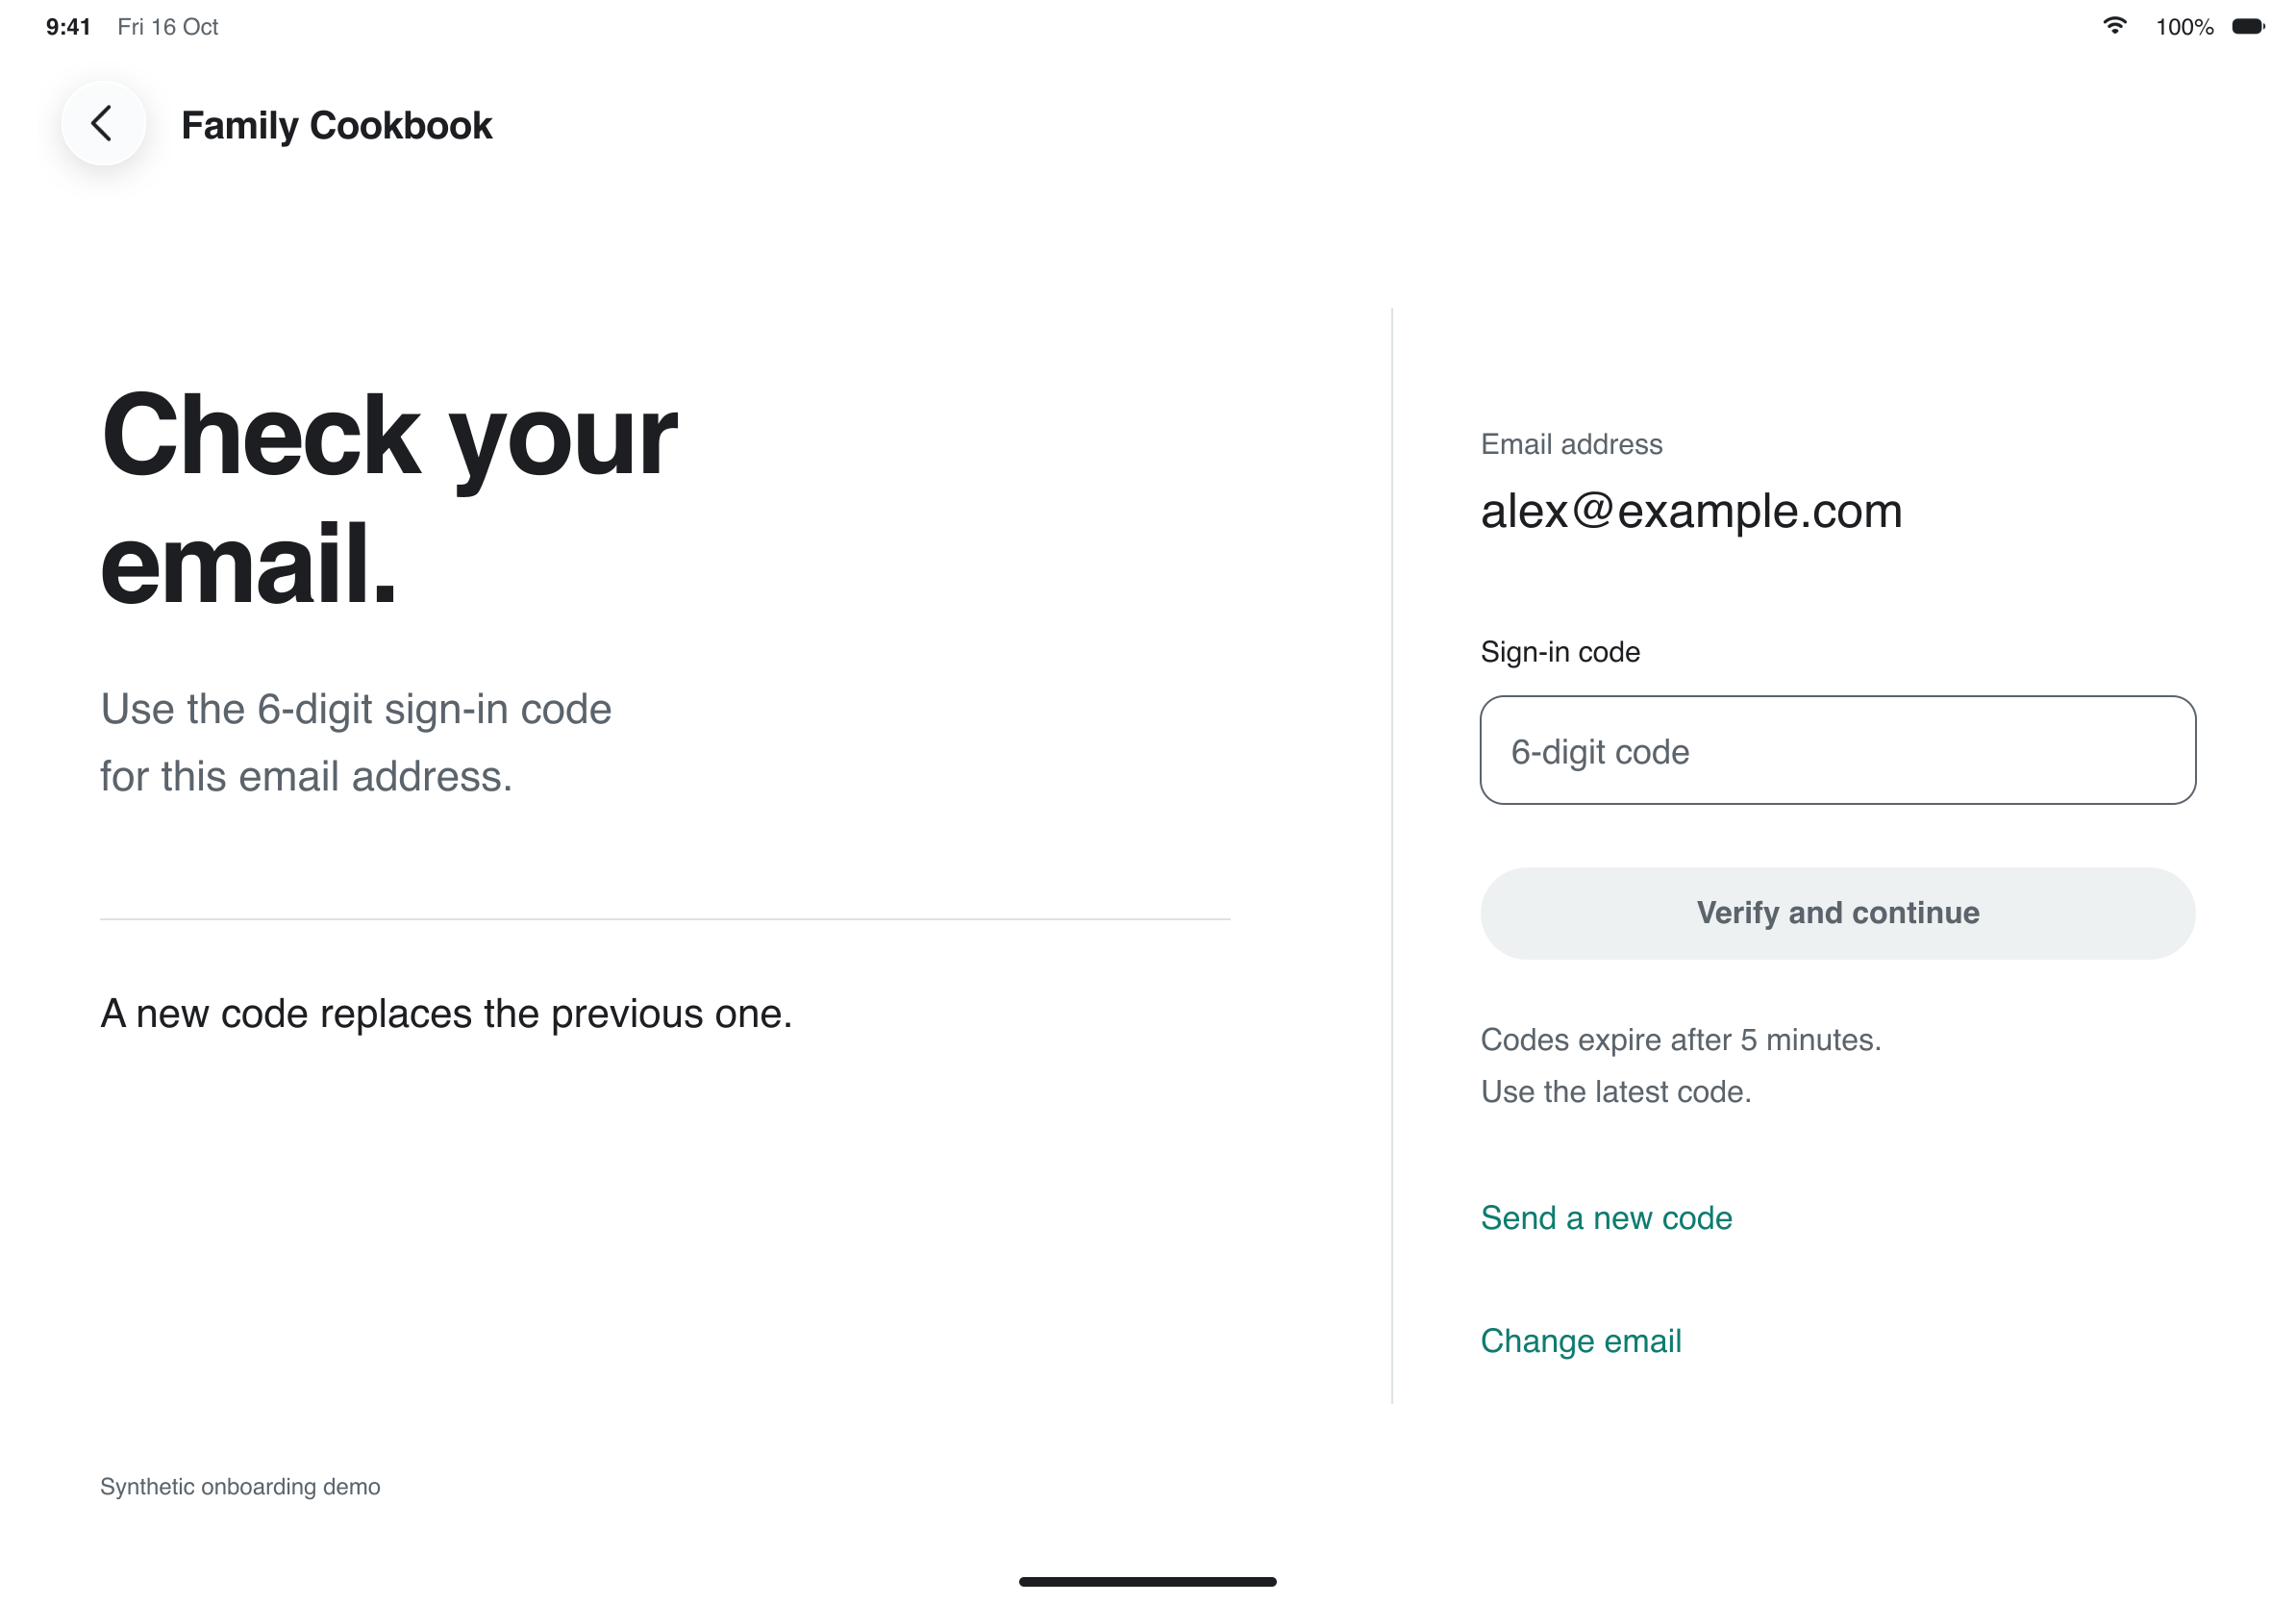 9:41 Fri 16 Oct
100%
Family Cookbook
Check your
email.
Use the 6-digit sign-in code
for this email address.
A new code replaces the previous one.
Email address
alex@example.com
Sign-in code
6-digit code
Verify and continue
Codes expire after 5 minutes.
Use the latest code.
Send a new code
Change email
Synthetic onboarding demo